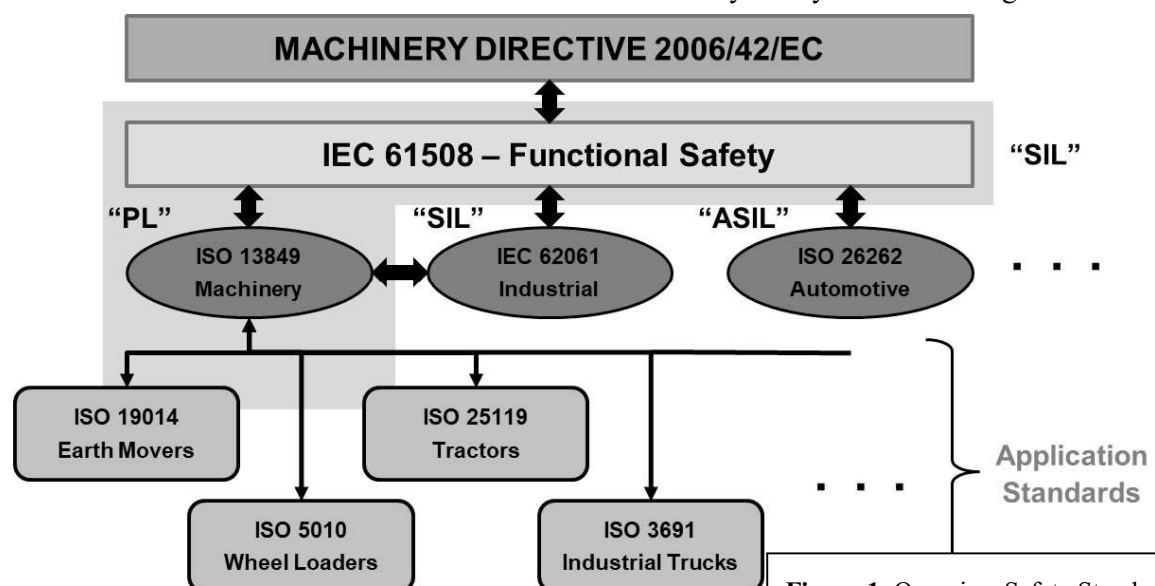 MACHINERY DIRECTIVE 2006/42/EC
IEC 61508 – Functional Safety
“SIL”
“PL”
“SIL”
“ASIL”
ISO 13849
Machinery
IEC 62061
Industrial
ISO 26262
Automotive
. . .
ISO 19014
Earth Movers
ISO 25119
Tractors
Application
Standards
. . .
ISO 5010
Wheel Loaders
ISO 3691
Industrial Trucks